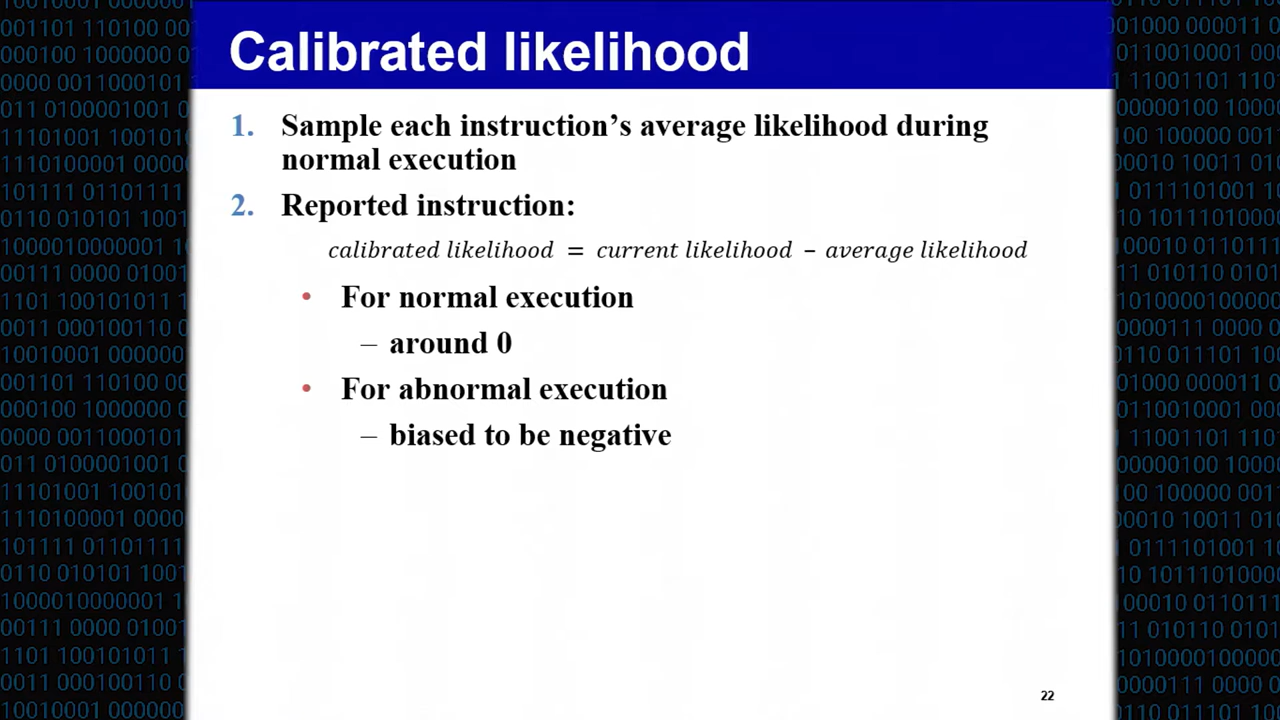 Calibrated likelihood
1. Sample each instruction’s average likelihood during
normal execution
2. Reported instruction:
calibrated likelihood = current likelihood – average likelihood
• For normal execution
– around 0
• For abnormal execution
– biased to be negative
22